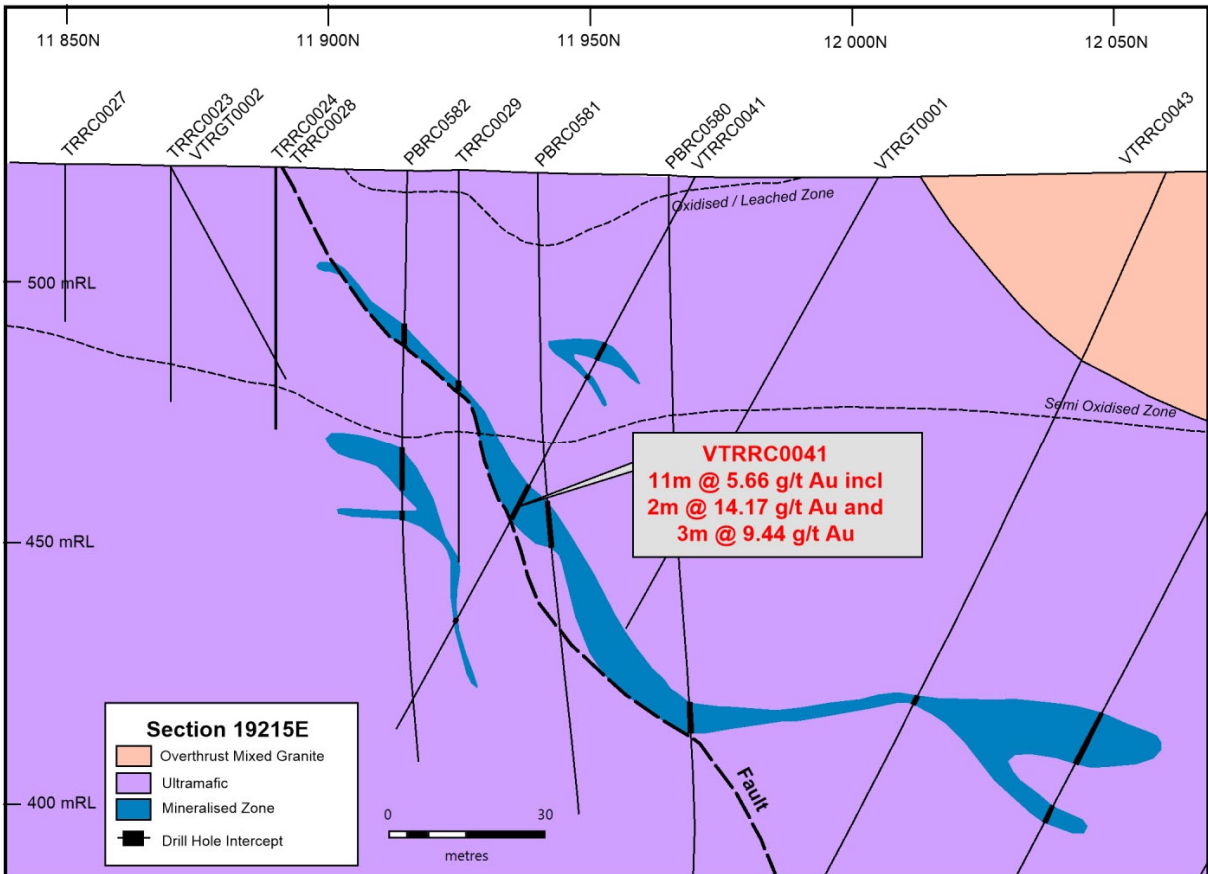 11 850N
11 900N
11 950N
12 000N
12 050N
TRRC0027
TRRC0023
VTRGT0002
TRRC0024
TRRC0028
PBRC0582
TRRC0029
PBRC0581
PBRC0580
VTRRC0041
VTRGT0001
VTRRC0043
Oxidised / Leached Zone
500 mRL
Semi Oxidised Zone
VTRRC0041
11m @ 5.66 g/t Au incl
2m @ 14.17 g/t Au and
3m @ 9.44 g/t Au
450 mRL
400 mRL
Fault
Section 19215E
Overthrust Mixed Granite
Ultramafic
Mineralised Zone
Drill Hole Intercept
0
30
metres